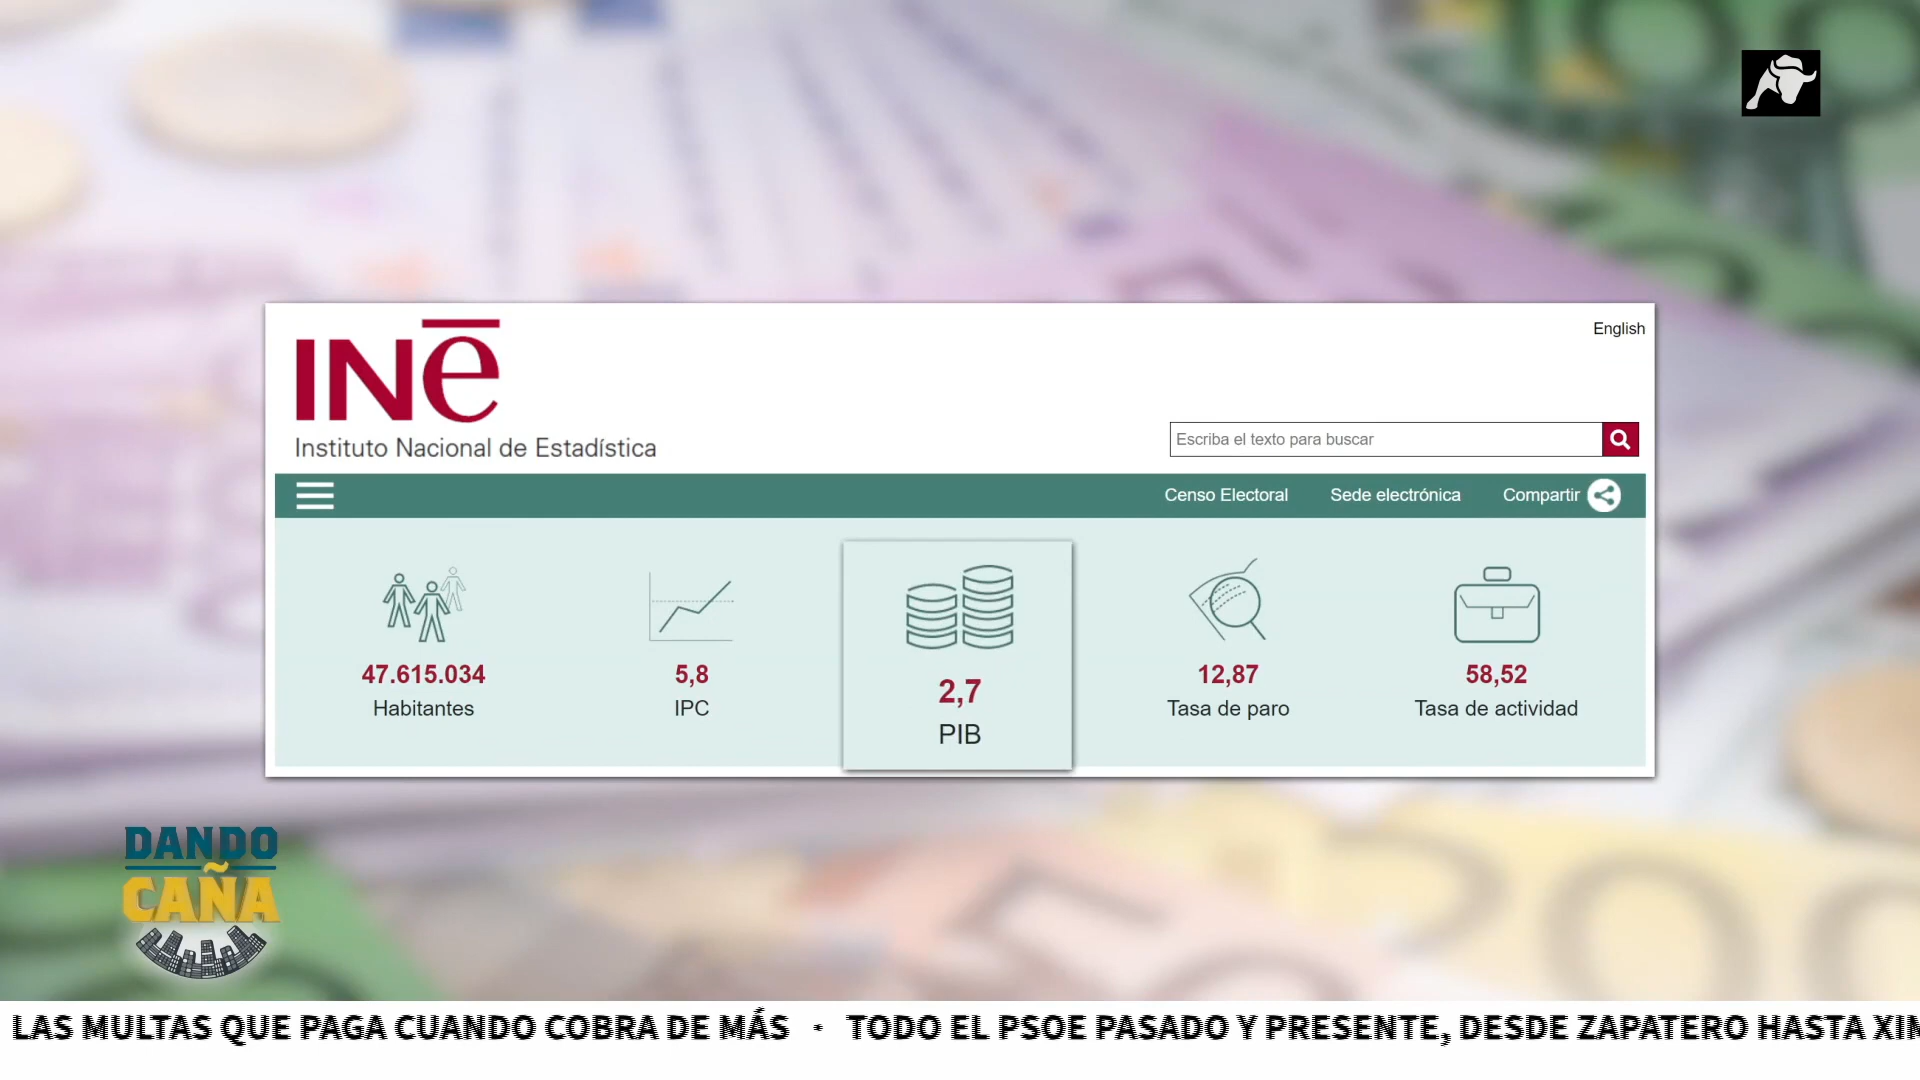 INe
Instituto Nacional de Estadística
English
Escriba el texto para buscar
Censo Electoral
Sede electrónica
Compartir
47.615.034
Habitantes
5,8
IPC
2,7
PIB
12,87
Tasa de paro
58,52
Tasa de actividad
DANDO
CAÑA
LAS MULTAS QUE PAGA CUANDO COBRA DE MÁS · TODO EL PSOE PASADO Y PRESENTE, DESDE ZAPATERO HASTA